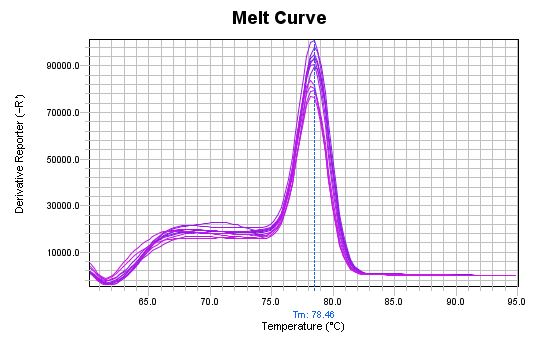 Melt Curve
Derivative Reporter (-R')
90000.0
70000.0
50000.0
30000.0
10000.0
65.0 70.0 75.0 80.0 85.0 90.0 95.0
Tm: 78.46
Temperature (°C)